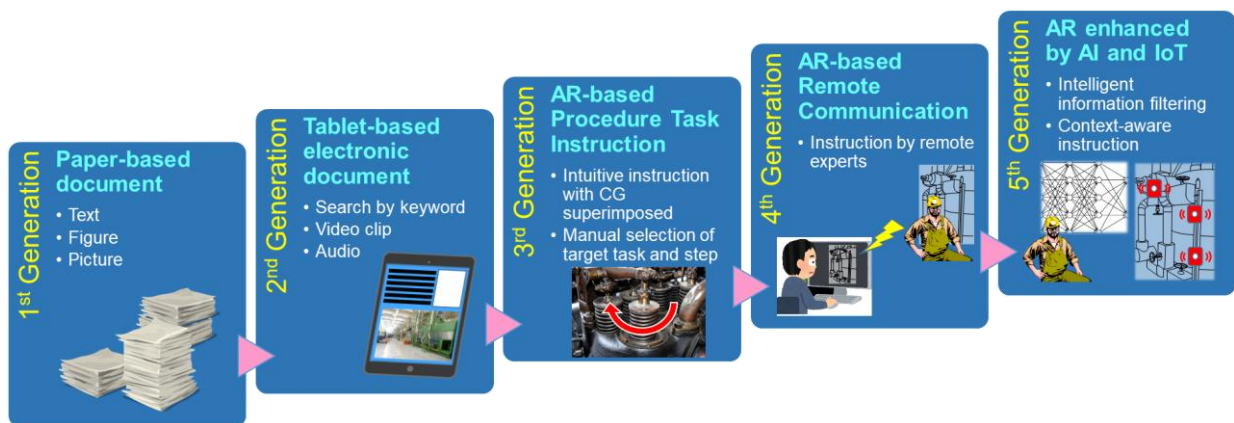 1st Generation
Paper-based
document
• Text
• Figure
• Picture
2nd Generation
Tablet-based
electronic
document
• Search by keyword
• Video clip
• Audio
3rd Generation
AR-based
Procedure Task
Instruction
• Intuitive instruction
with CG
superimposed
• Manual selection of
target task and step
4th Generation
AR-based
Remote
Communication
• Instruction by remote
experts
5th Generation
AR enhanced
by AI and IoT
• Intelligent
information filtering
• Context-aware
instruction